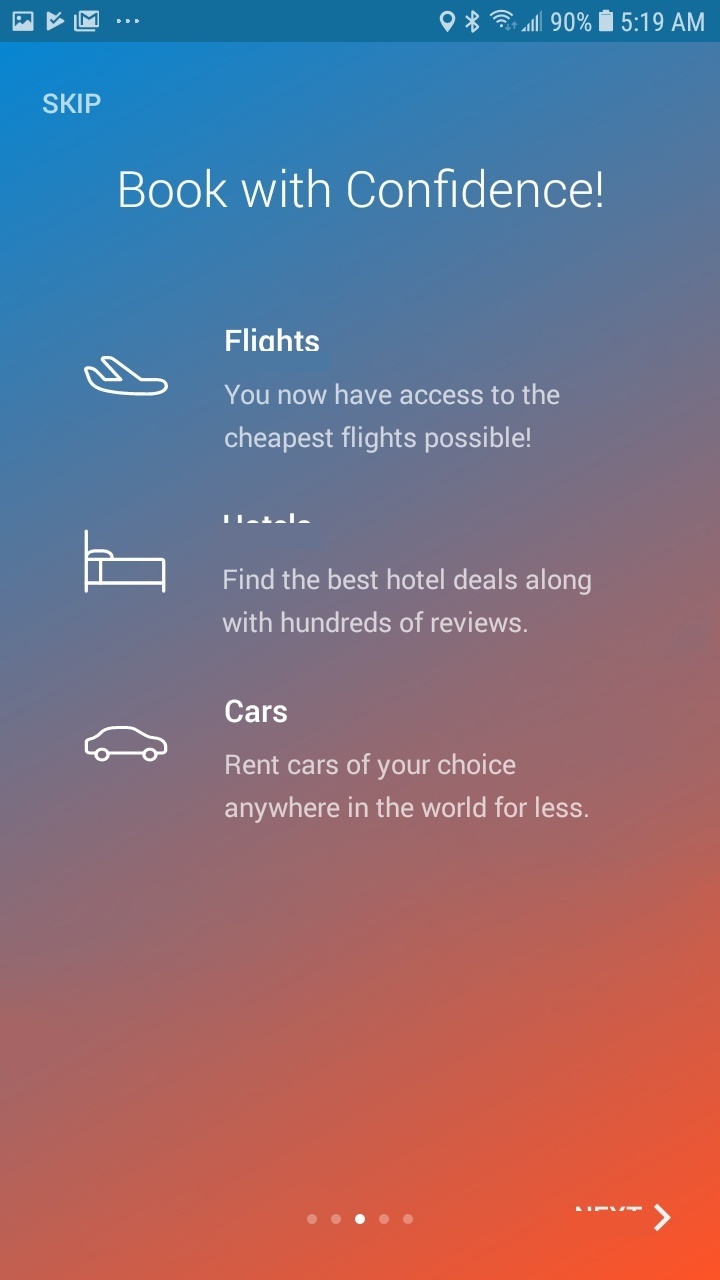 90% 5:19 AM
SKIP
Book with Confidence!
Flights
You now have access to the
cheapest flights possible!
Find the best hotel deals along
with hundreds of reviews.
Cars
Rent cars of your choice
anywhere in the world for less.